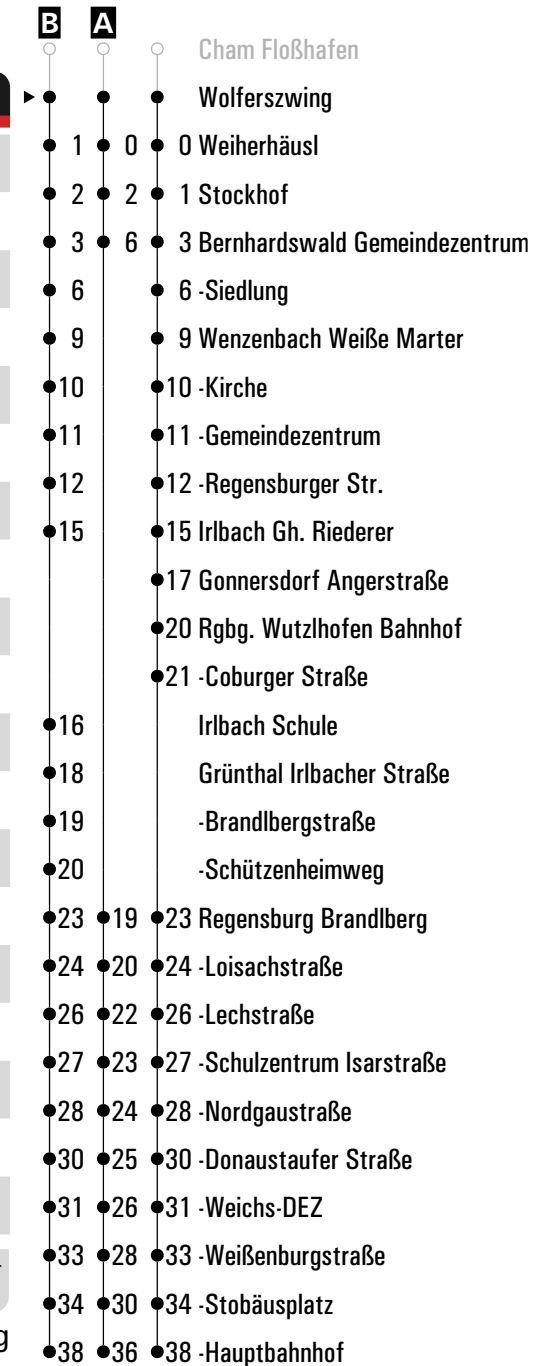 B A
Cham Floßhafen
Wolferszwing
1 0 0 Weiherhäusl
2 2 1 Stockhof
3 6 3 Bernhardswald Gemeindezentrum
6 6 -Siedlung
9 9 Wenzenbach Weiße Marter
10 10 -Kirche
11 11 -Gemeindezentrum
12 12 -Regensburger Str.
15 15 Irlbach Gh. Riederer
17 Gonnersdorf Angerstraße
20 Rgbg. Wutzlhofen Bahnhof
21 -Coburger Straße
16 Irlbach Schule
18 Grünthal Irlbacher Straße
19 -Brandlbergstraße
20 -Schützenheimweg
23 19 23 Regensburg Brandlberg
24 20 24 -Loisachstraße
26 22 26 -Lechstraße
27 23 27 -Schulzentrum Isarstraße
28 24 28 -Nordgaustraße
30 25 30 -Donaustaufer Straße
31 26 31 -Weichs-DEZ
33 28 33 -Weißenburgstraße
34 30 34 -Stobäusplatz
g 38 36 38 -Hauptbahnhof